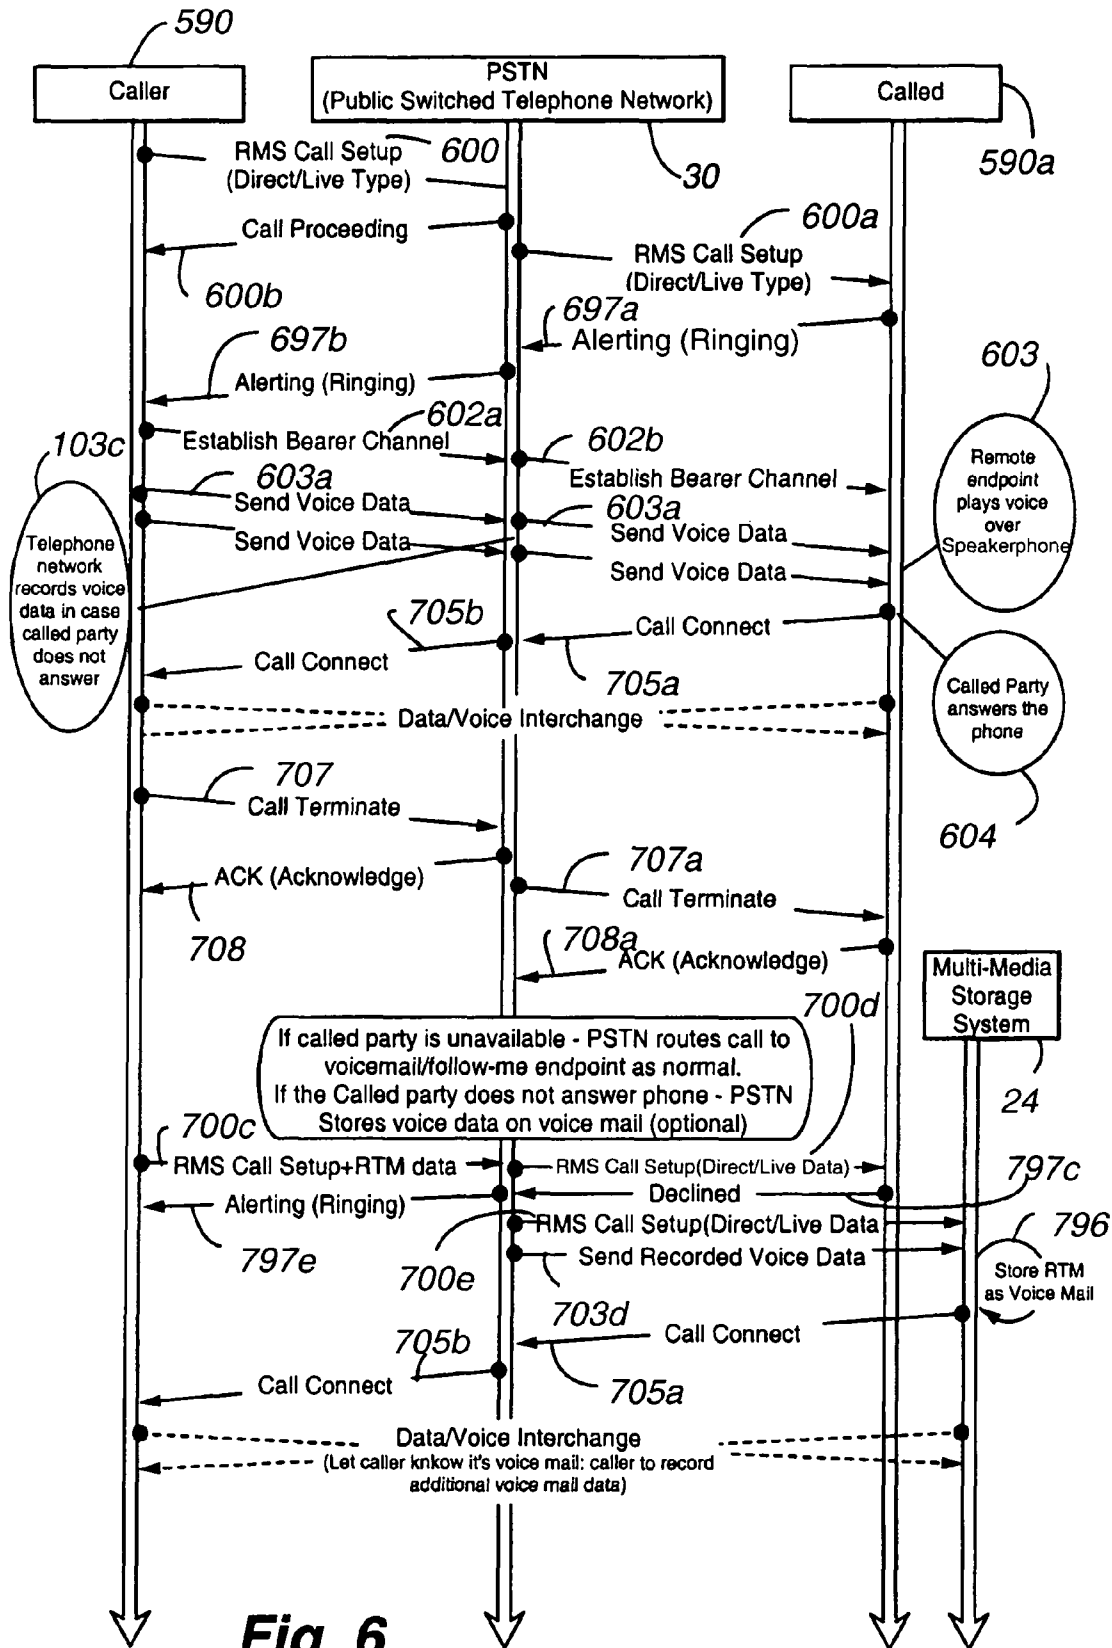 590
Caller
PSTN
(Public Switched Telephone Network)
Called
30
590a
RMS Call Setup
(Direct/Live Type)
600
Call Proceeding
600b
600a
RMS Call Setup
(Direct/Live Type)
697a
Alerting (Ringing)
697b
Alerting (Ringing)
603
602a
Establish Bearer Channel
602b
Establish Bearer Channel
103c
603a
Send Voice Data
603a
Send Voice Data
Send Voice Data
Send Voice Data
Remote
endpoint
plays voice
over
Speakerphone
Telephone
network
records voice
data in case
called party
does not
answer
705b
Call Connect
705a
Call Connect
Called Party
answers the
phone
604
Data/Voice Interchange
707
Call Terminate
ACK (Acknowledge)
708
707a
Call Terminate
708a
ACK (Acknowledge)
Multi-Media
Storage
System
24
700d
If called party is unavailable - PSTN routes call to
voicemail/follow-me endpoint as normal.
If the Called party does not answer phone - PSTN
Stores voice data on voice mail (optional)
700c
RMS Call Setup+RTM data
RMS Call Setup(Direct/Live Data)
797c
Alerting (Ringing)
Declined
797e
RMS Call Setup(Direct/Live Data
796
700e
Send Recorded Voice Data
Store RTM
as Voice Mail
703d
Call Connect
705b
705a
Call Connect
Data/Voice Interchange
(Let caller knkow it's voice mail: caller to record
additional voice mail data)
Fig. 6